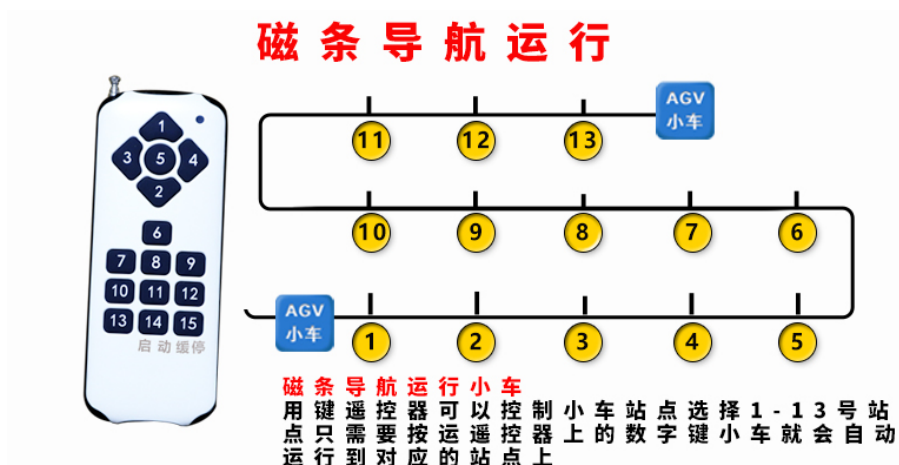 磁条导航运行
AGV
小车
11 12 13
1
3 5 4
2
10 9 8 7 6
6
7 8 9
10 11 12
13 14 15
启动 缓停
AGV
小车
1 2 3 4 5
磁条导航运行小车
用键遥控器可以控制小车站点选择1-13号站
点只需要按运遥控器上的数字键小车就会自动
运行到对应的站点上